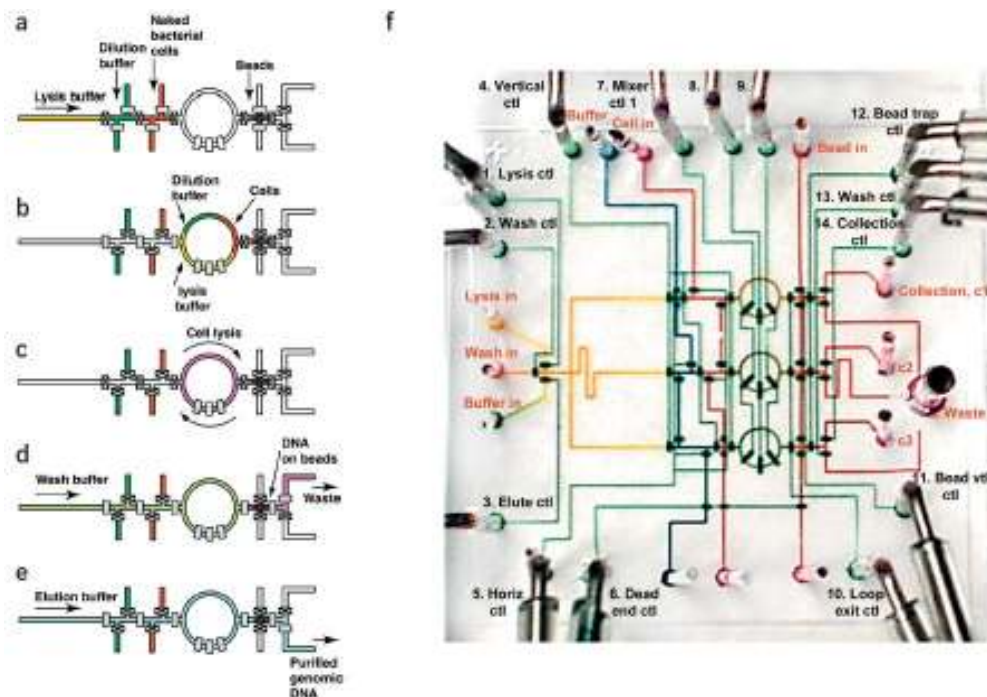 a
Naked
bacterial
cells
Dilution
buffer
Beads
Lysis buffer
b
Dilution
buffer
Cells
lysis
buffer
c
Cell lysis
d
DNA
on beads
Wash buffer
Waste
e
Elution buffer
Purified
genomic
DNA
f
4. Vertical
ctl
7. Mixer
ctl 1
8.
9.
Buffer
Cell in
12. Bead trap
ctl
Bead in
1. Lysis ctl
13. Wash ctl
2. Wash ctl
14. Collection
ctl
Lysis in
Collection, c1
Wash in
c2
Buffer in
Waste
c3
3. Elute ctl
11. Bead vtl
ctl
5. Horiz
ctl
6. Dead
end ctl
10. Loop
exit ctl